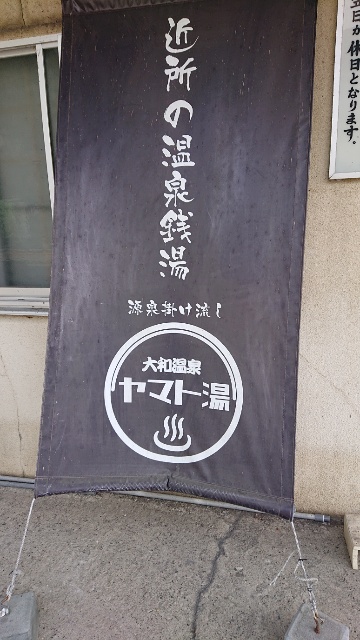 近所の温泉銭湯
源泉掛け流し
大和温泉
ヤマト湯
が休日となります。